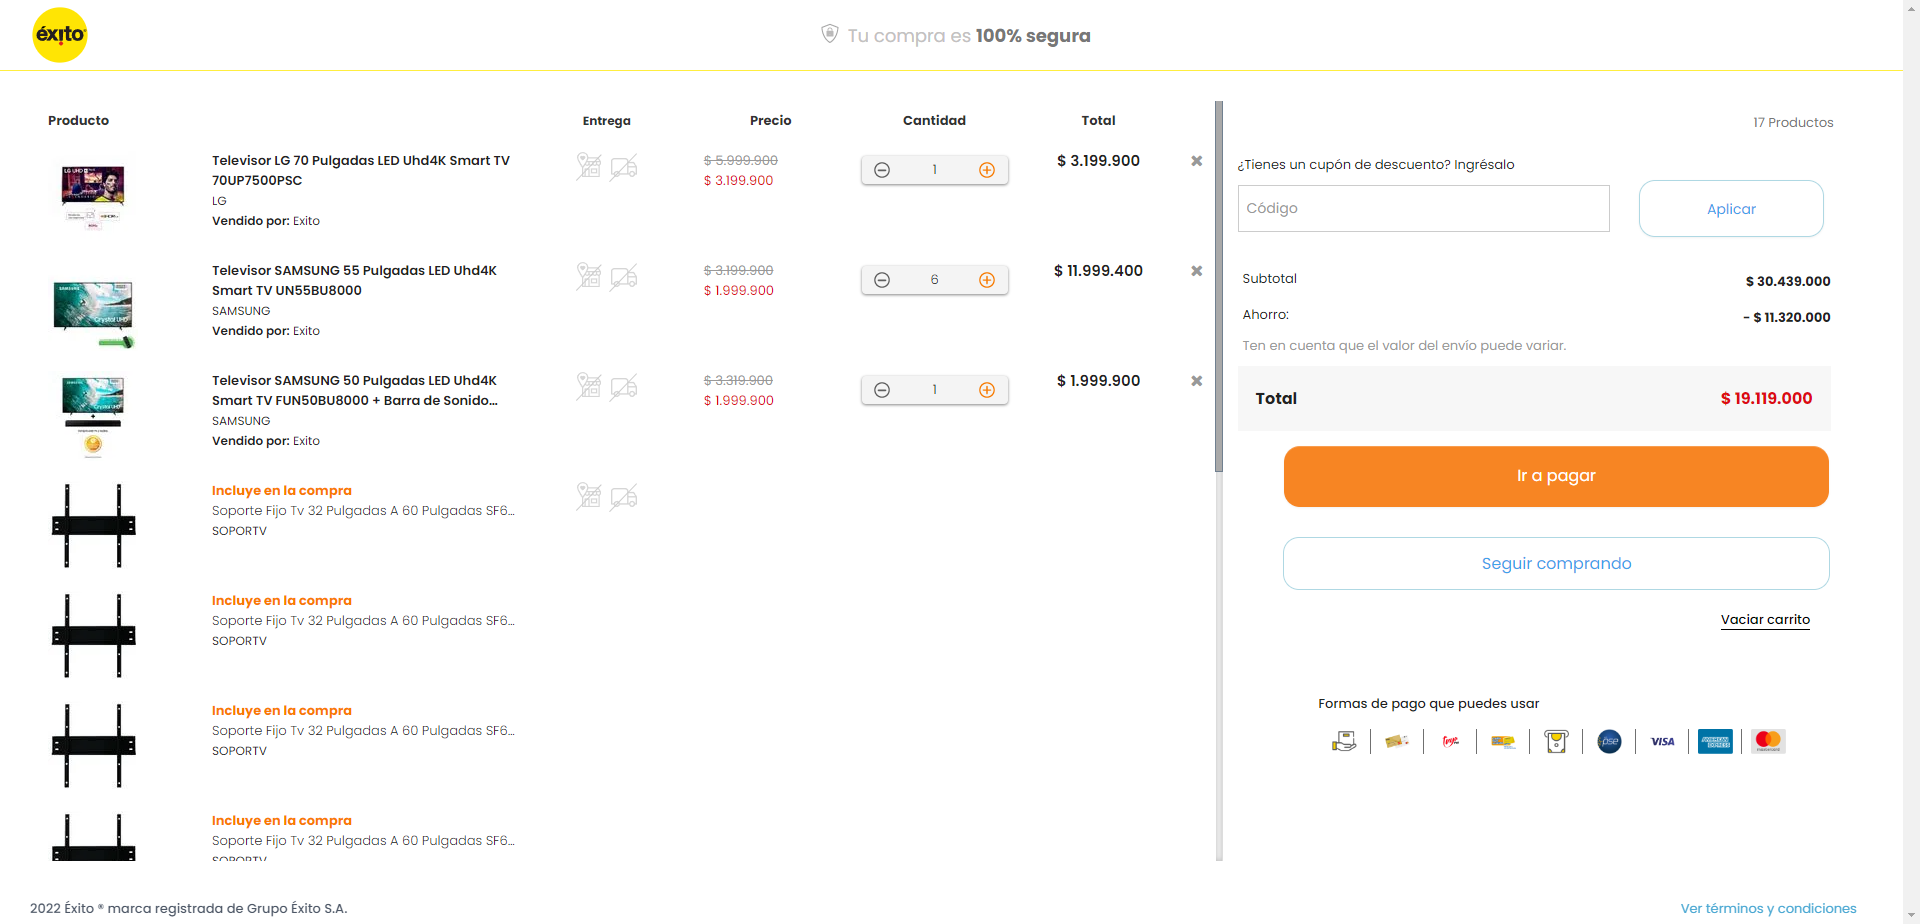 éxito
Tu compra es 100% segura
Producto Entrega Precio Cantidad Total
Televisor LG 70 Pulgadas LED Uhd4K Smart TV
70UP7500PSC
LG
Vendido por: Exito
$ 5.999.900
$ 3.199.900
1
$ 3.199.900
Televisor SAMSUNG 55 Pulgadas LED Uhd4K
Smart TV UN55BU8000
SAMSUNG
Vendido por: Exito
$ 3.199.900
$ 1.999.900
6
$ 11.999.400
Televisor SAMSUNG 50 Pulgadas LED Uhd4K
Smart TV FUN50BU8000 + Barra de Sonido...
SAMSUNG
Vendido por: Exito
$ 3.319.900
$ 1.999.900
1
$ 1.999.900
Incluye en la compra
Soporte Fijo Tv 32 Pulgadas A 60 Pulgadas SF6...
SOPORTV
Incluye en la compra
Soporte Fijo Tv 32 Pulgadas A 60 Pulgadas SF6...
SOPORTV
Incluye en la compra
Soporte Fijo Tv 32 Pulgadas A 60 Pulgadas SF6...
SOPORTV
Incluye en la compra
Soporte Fijo Tv 32 Pulgadas A 60 Pulgadas SF6...
SOPORTV
17 Productos
¿Tienes un cupón de descuento? Ingrésalo
Código
Aplicar
Subtotal $ 30.439.000
Ahorro: - $ 11.320.000
Ten en cuenta que el valor del envío puede variar.
Total $ 19.119.000
Ir a pagar
Seguir comprando
Vaciar carrito
Formas de pago que puedes usar
pse
VISA
AMERICAN EXPRESS
2022 Éxito ® marca registrada de Grupo Éxito S.A.
Ver términos y condiciones